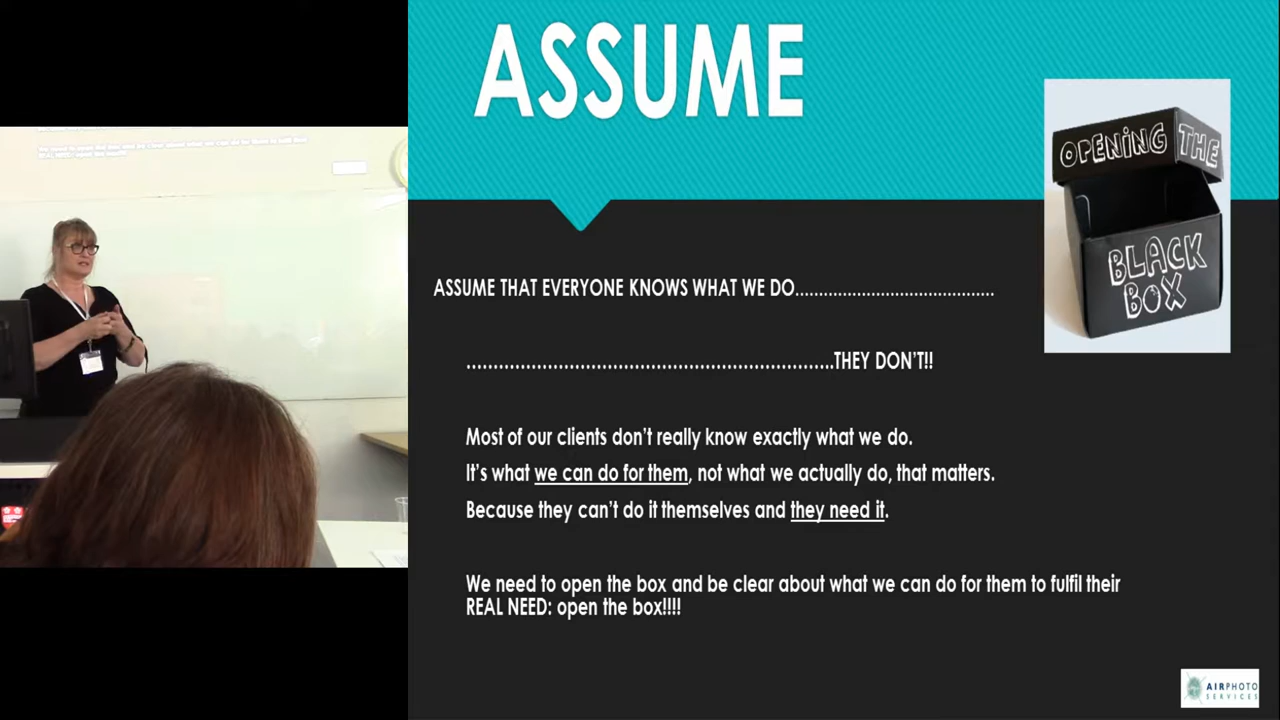 ASSUME
OPENING THE
BLACK
BOX
ASSUME THAT EVERYONE KNOWS WHAT WE DO..........................................
.....................................................................THEY DON'T!!
Most of our clients don't really know exactly what we do.
It's what we can do for them, not what we actually do, that matters.
Because they can't do it themselves and they need it.
We need to open the box and be clear about what we can do for them to fulfil their
REAL NEED: open the box!!!!
AIRPHOTO
SERVICES